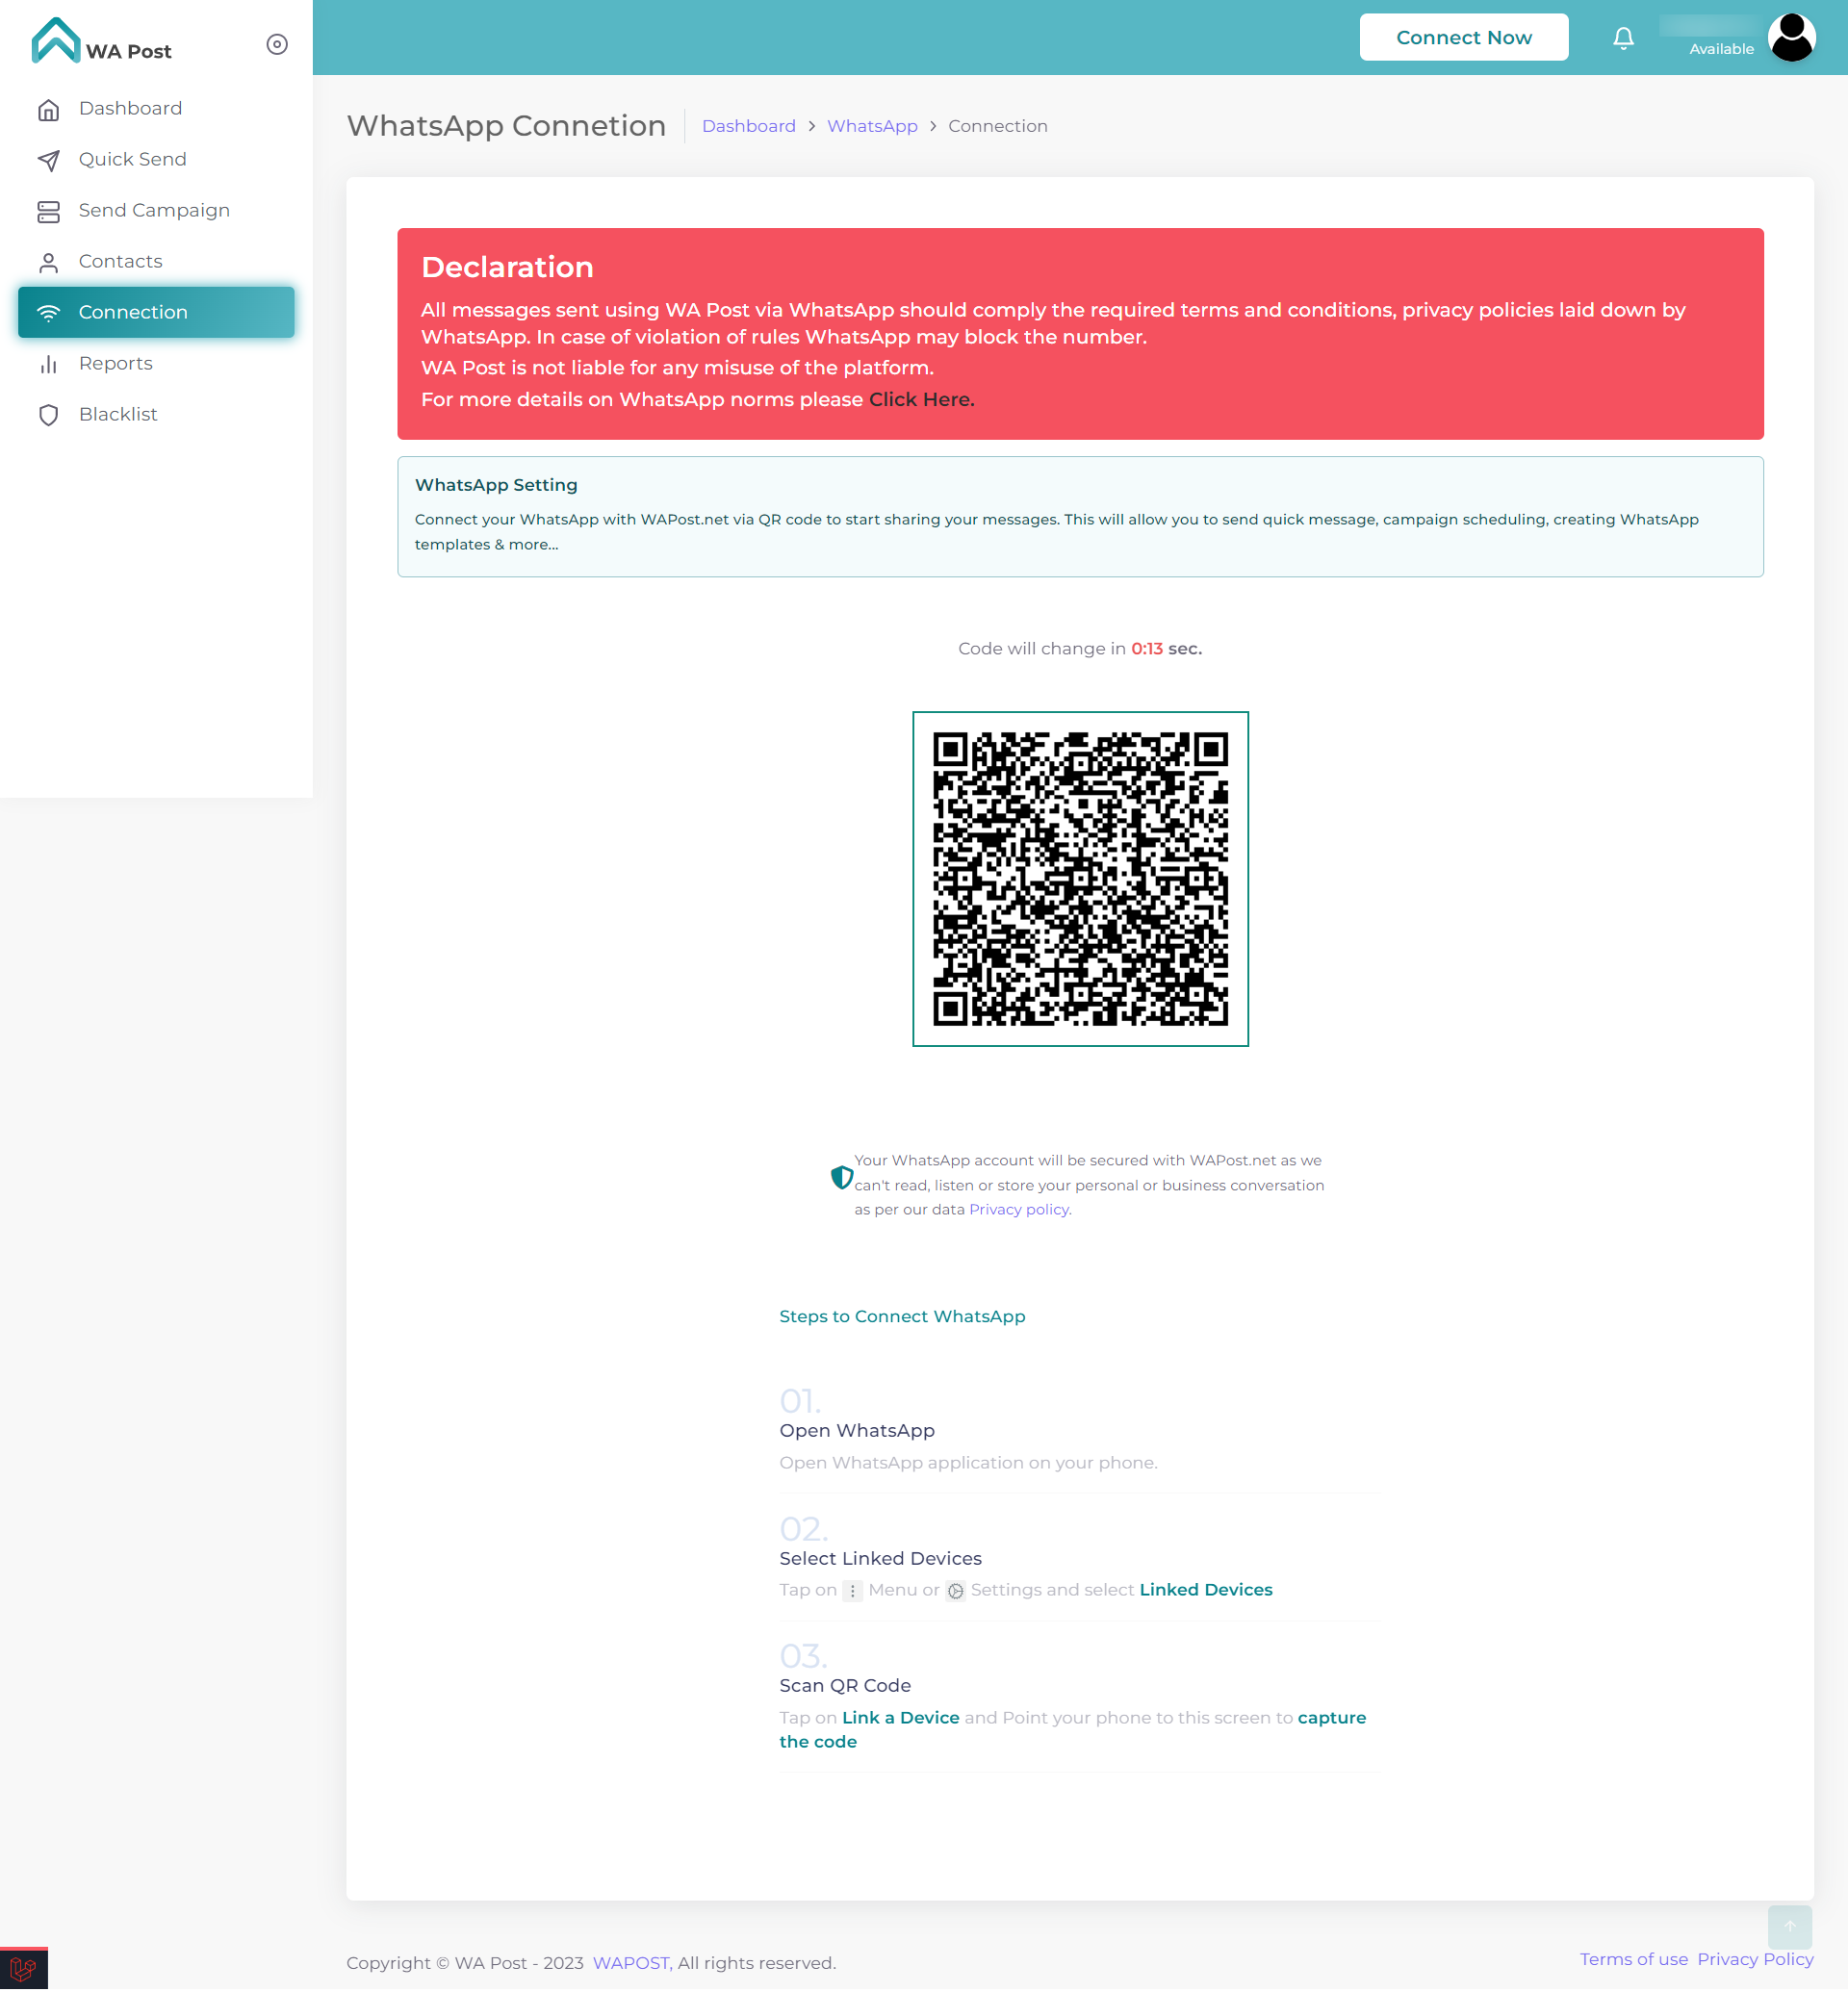 WA Post
Connect Now
Available
Dashboard
Quick Send
Send Campaign
Contacts
Connection
Reports
Blacklist
WhatsApp Connetion
Dashboard > WhatsApp > Connection
Declaration
All messages sent using WA Post via WhatsApp should comply the required terms and conditions, privacy policies laid down by
WhatsApp. In case of violation of rules WhatsApp may block the number.
WA Post is not liable for any misuse of the platform.
For more details on WhatsApp norms please Click Here.
WhatsApp Setting
Connect your WhatsApp with WAPost.net via QR code to start sharing your messages. This will allow you to send quick message, campaign scheduling, creating WhatsApp
templates & more...
Code will change in 0:13 sec.
Your WhatsApp account will be secured with WAPost.net as we
can't read, listen or store your personal or business conversation
as per our data Privacy policy.
Steps to Connect WhatsApp
01.
Open WhatsApp
Open WhatsApp application on your phone.
02.
Select Linked Devices
Tap on Menu or Settings and select Linked Devices
03.
Scan QR Code
Tap on Link a Device and Point your phone to this screen to capture
the code
Copyright © WA Post - 2023 WAPOST, All rights reserved.
Terms of use Privacy Policy